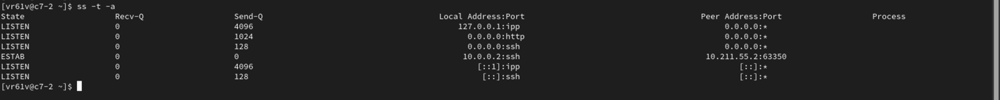 [vr61v@c7-2 ~]$ ss -t -a
State Recv-Q Send-Q Local Address:Port Peer Address:Port Process
LISTEN 0 4096 127.0.0.1:ipp 0.0.0.0:*
LISTEN 0 1024 0.0.0.0:http 0.0.0.0:*
LISTEN 0 128 0.0.0.0:ssh 0.0.0.0:*
ESTAB 0 0 10.0.0.2:ssh 10.211.55.2:63350
LISTEN 0 4096 [::1]:ipp [::]:*
LISTEN 0 128 [::]:ssh [::]:*
[vr61v@c7-2 ~]$